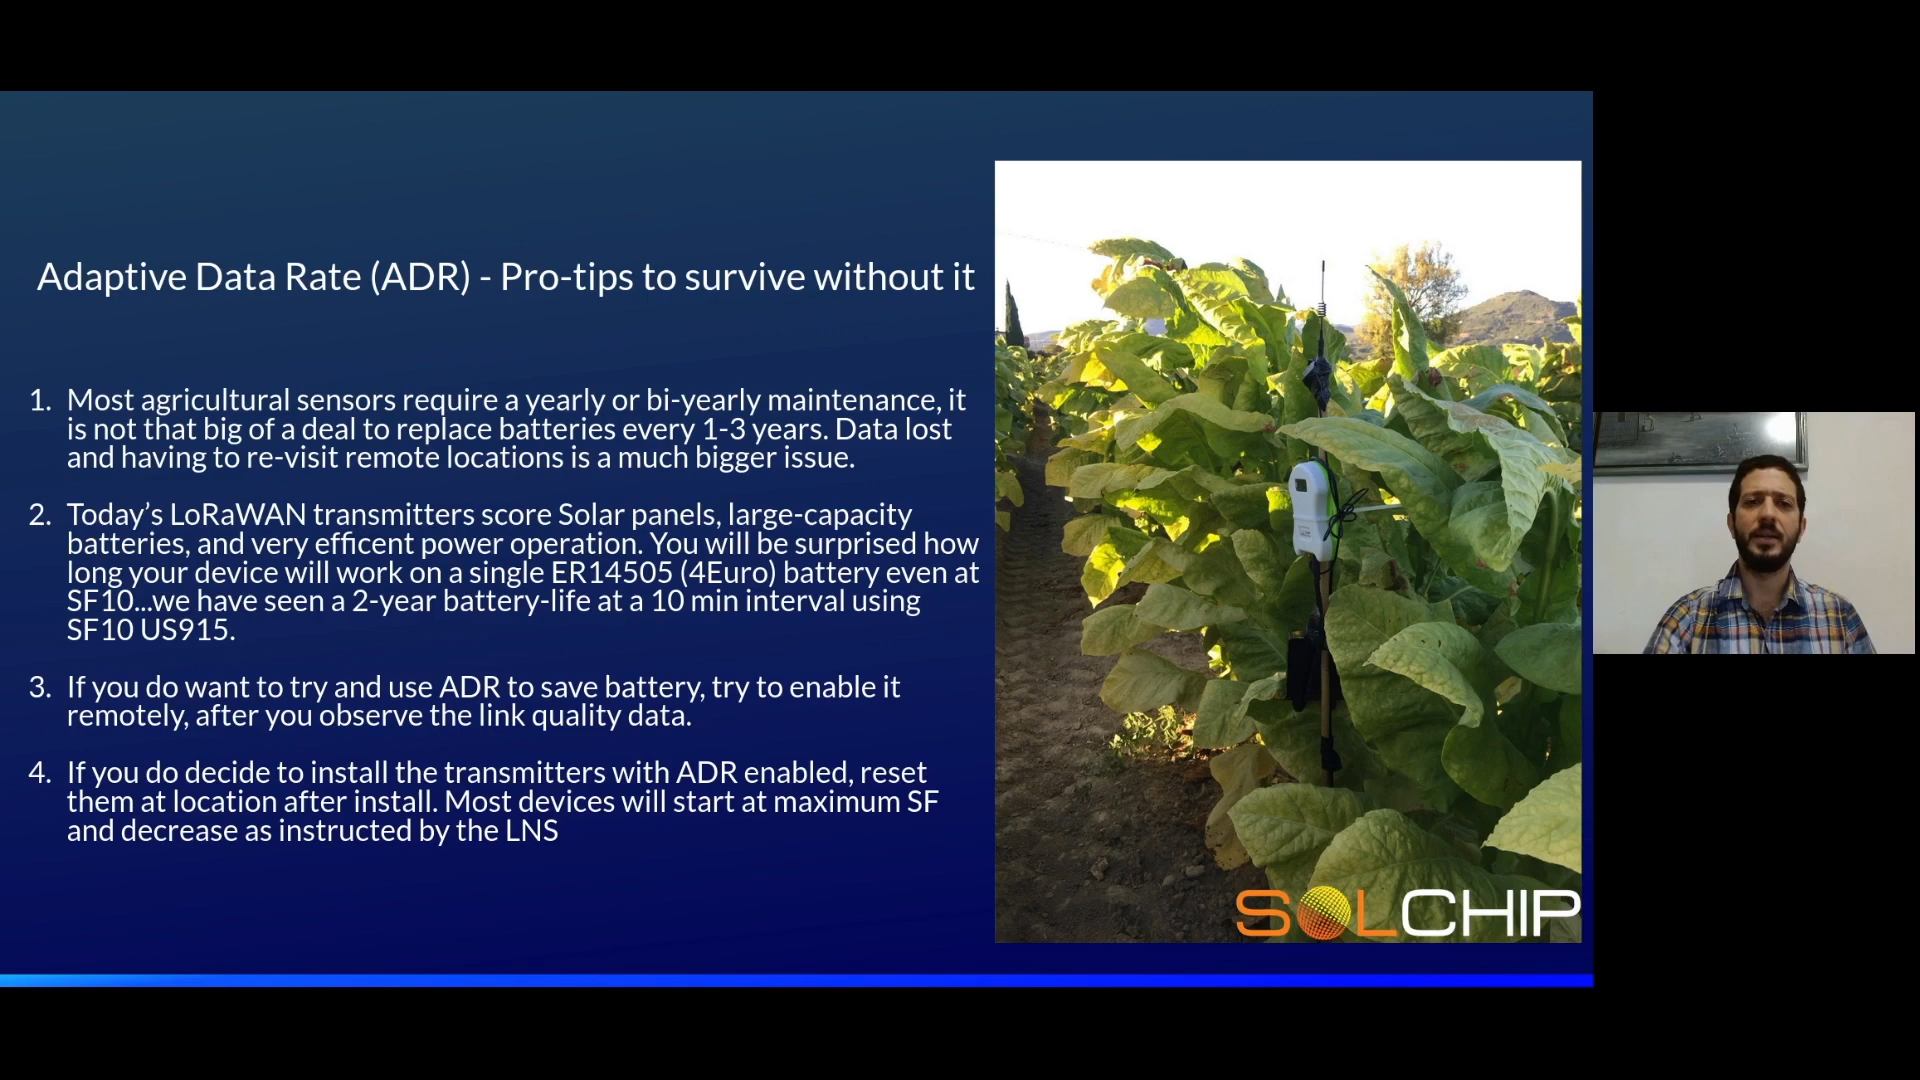 Adaptive Data Rate (ADR) - Pro-tips to survive without it
1. Most agricultural sensors require a yearly or bi-yearly maintenance, it
is not that big of a deal to replace batteries every 1-3 years. Data lost
and having to re-visit remote locations is a much bigger issue.
2. Today’s LoRaWAN transmitters score Solar panels, large-capacity
batteries, and very efficent power operation. You will be surprised how
long your device will work on a single ER14505 (4Euro) battery even at
SF10...we have seen a 2-year battery-life at a 10 min interval using
SF10 US915.
3. If you do want to try and use ADR to save battery, try to enable it
remotely, after you observe the link quality data.
4. If you do decide to install the transmitters with ADR enabled, reset
them at location after install. Most devices will start at maximum SF
and decrease as instructed by the LNS
SOLCHIP